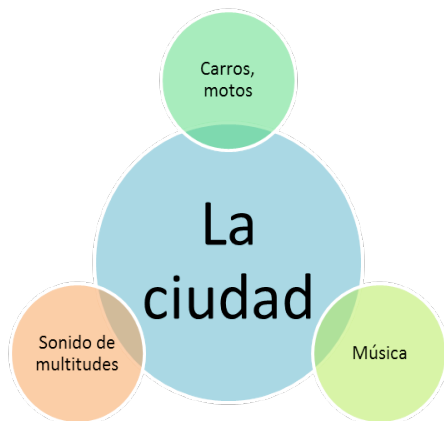 Carros,
motos
La
ciudad
Sonido de
multitudes
Música